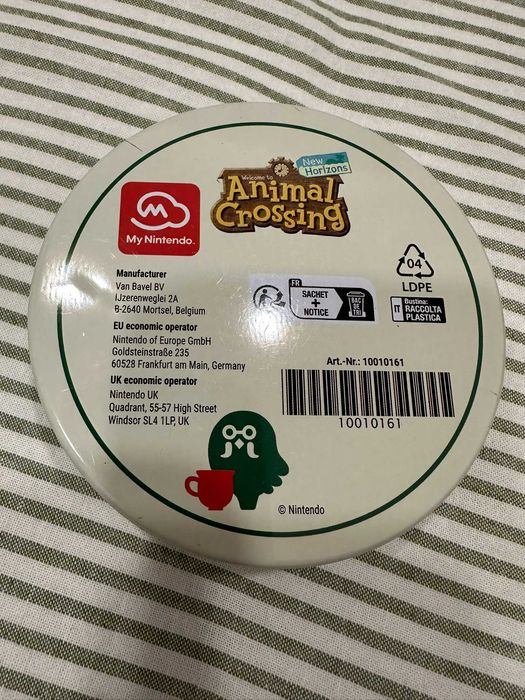 New
Horizons
Welcome to
Animal
Crossing
My Nintendo.
Manufacturer
Van Bavel BV
IJzerenweglei 2A
B-2640 Mortsel, Belgium
EU economic operator
Nintendo of Europe GmbH
Goldsteinstraße 235
60528 Frankfurt am Main, Germany
UK economic operator
Nintendo UK
Quadrant, 55-57 High Street
Windsor SL4 1LP, UK
FR
SACHET
+
NOTICE
BAC
DE
TRI
04
LDPE
IT
Bustina:
RACCOLTA
PLASTICA
Art.-Nr.: 10010161
10010161
© Nintendo